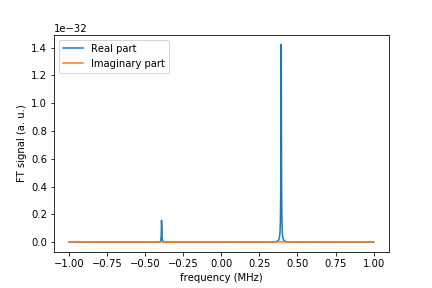 1e−32
1.4
1.2
1.0
0.8
0.6
0.4
0.2
0.0
FT signal (a. u.)
Real part
Imaginary part
−1.00 −0.75 −0.50 −0.25 0.00 0.25 0.50 0.75 1.00
frequency (MHz)